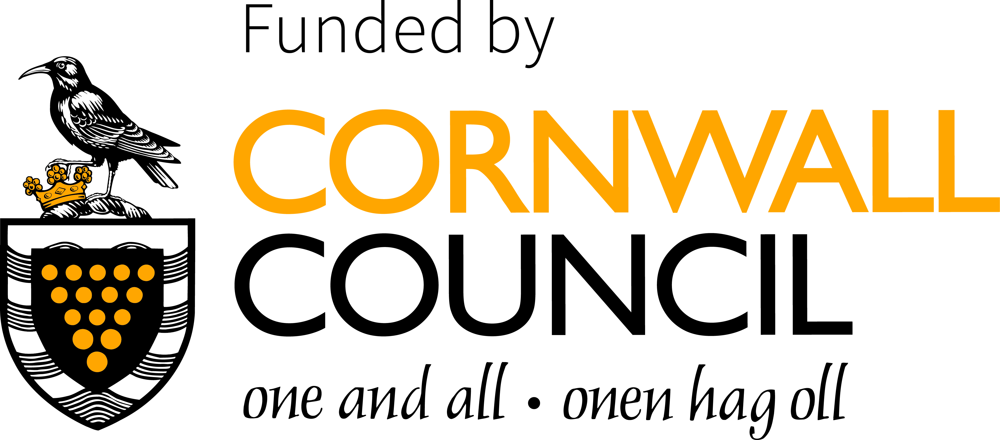 Funded by
CORNWALL
COUNCIL
one and all • onen hag oll